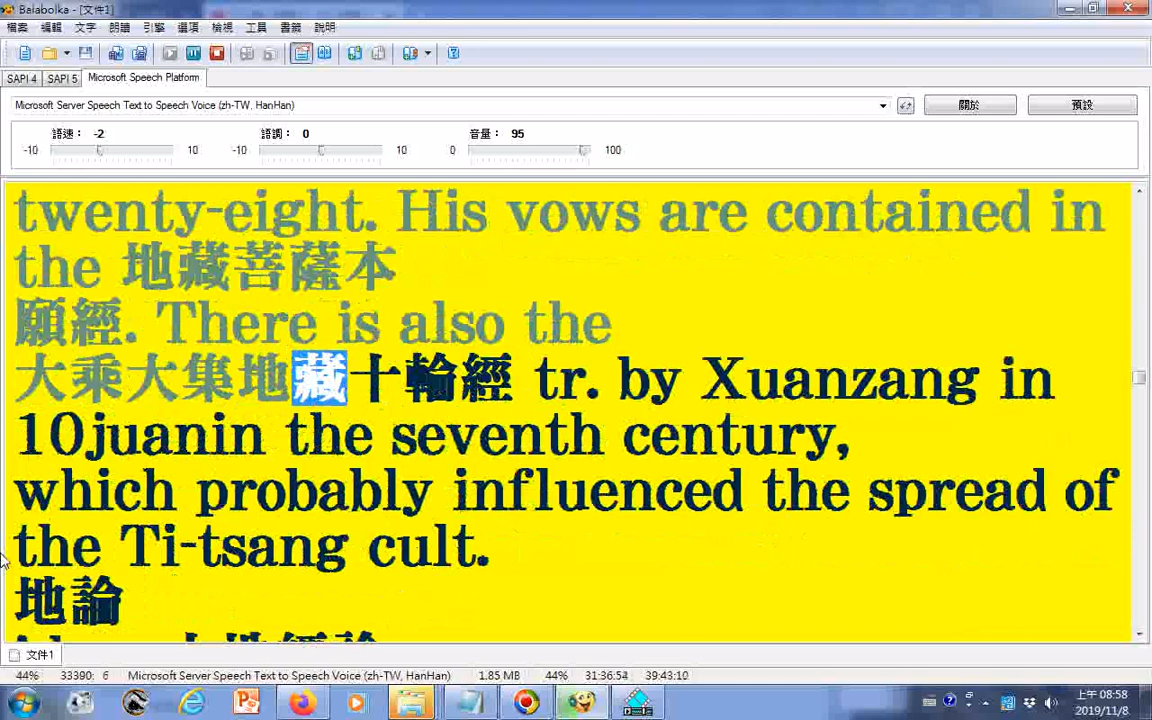 Balabolka - [文件1]
檔案 編輯 文字 朗讀 引擎 選項 檢視 工具 書籤 說明
SAPI 4 SAPI 5 Microsoft Speech Platform
Microsoft Server Speech Text to Speech Voice (zh-TW, HanHan) 關於 預設
語速： -2 語調： 0 音量： 95
-10 10 -10 10 0 100
twenty-eight. His vows are contained in
the 地藏菩薩本
願經. There is also the
大乘大集地藏十輪經 tr. by Xuanzang in
10juanin the seventh century,
which probably influenced the spread of
the Ti-tsang cult.
地論
文件1
44% 33390: 6 Microsoft Server Speech Text to Speech Voice (zh-TW, HanHan) 1.85 MB 44% 31:36:54 39:43:10
上午 08:58
2019/11/8